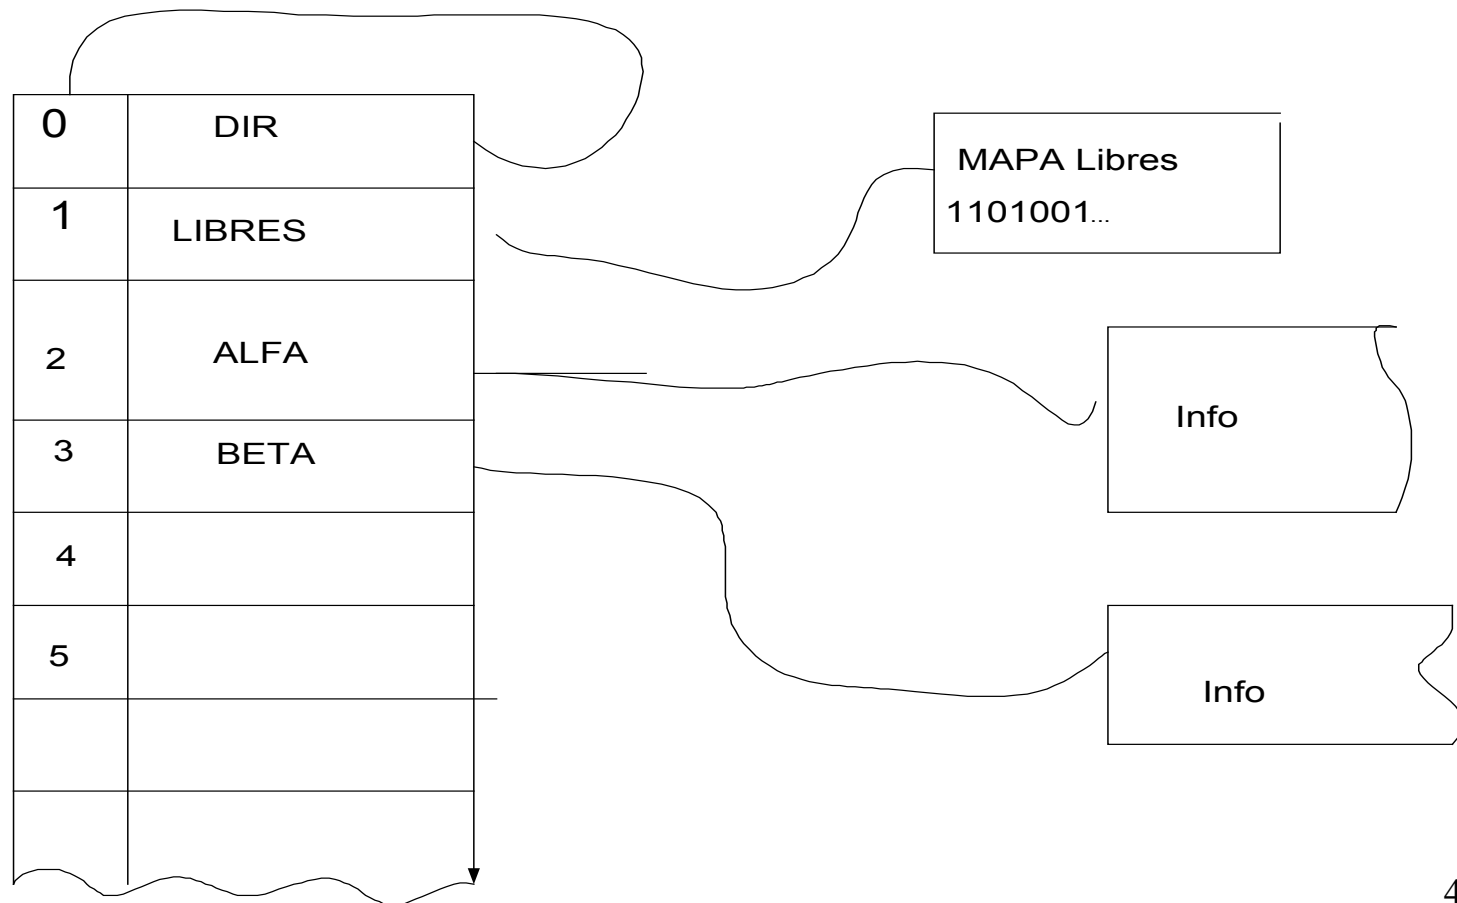 0 DIR
1 LIBRES
2 ALFA
3 BETA
4
5
MAPA Libres
1101001...
Info
Info
4